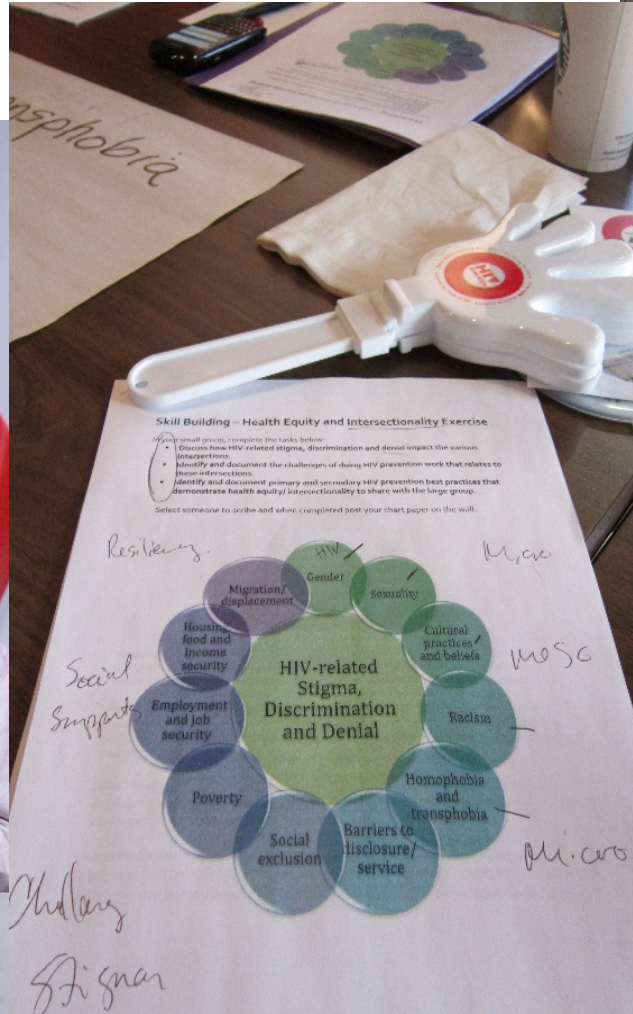 nsphobia
HIV
Skill Building – Health Equity and Intersectionality Exercise
In your small group, complete the tasks below:
• Discuss how HIV-related stigma, discrimination and denial impact the various
intersections.
• Identify and document the challenges of doing HIV prevention work that relates to
these intersections.
• Identify and document primary and secondary HIV prevention best practices that
demonstrate health equity/ intersectionality to share with the large group.
Select someone to scribe and when completed post your chart paper on the wall.
Resiliency.
HIV
Gender
Micro
Migration/
displacement
Sexuality
Housing,
food and
income
security
Cultural
practices
and beliefs
HIV-related
Stigma,
Discrimination
and Denial
Social
Supports
meso
Employment
and job
security
Racism
Poverty
Homophobia
and
transphobia
Social
exclusion
Barriers to
disclosure/
service
Challeng
Stigma